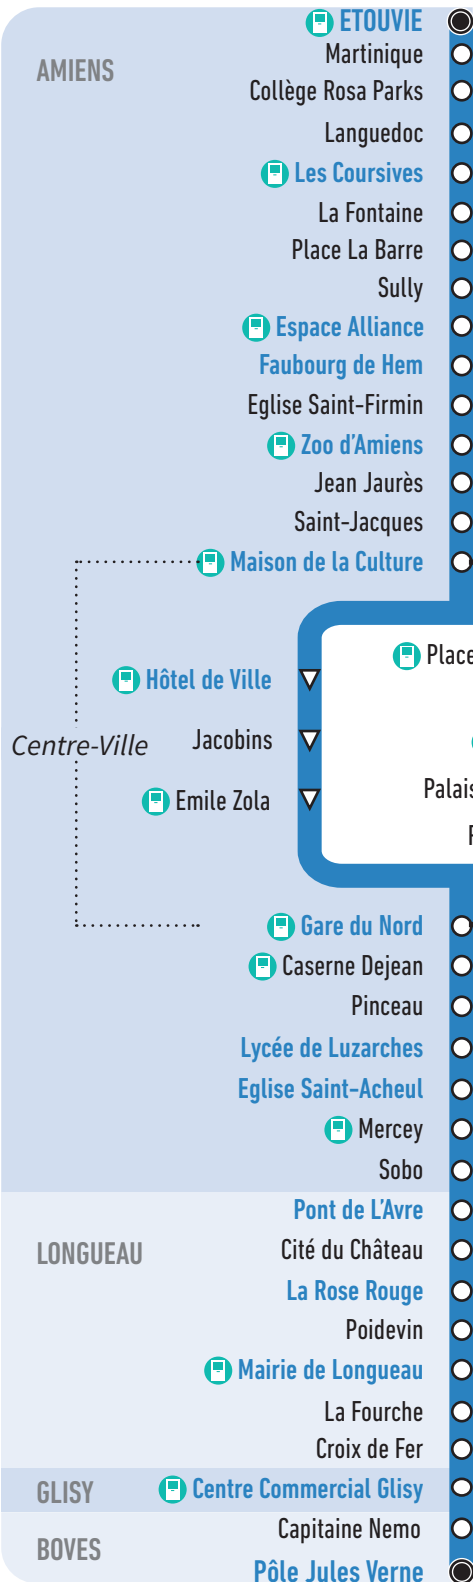 ETOUVIE
AMIENS
Martinique
Collège Rosa Parks
Languedoc
Les Coursives
La Fontaine
Place La Barre
Sully
Espace Alliance
Faubourg de Hem
Eglise Saint-Firmin
Zoo d'Amiens
Jean Jaurès
Saint-Jacques
Maison de la Culture
Place
Hôtel de Ville
Centre-Ville
Jacobins
Palais
Emile Zola
Gare du Nord
Caserne Dejean
Pinceau
Lycée de Luzarches
Eglise Saint-Acheul
Mercey
Sobo
Pont de L'Avre
LONGUEAU
Cité du Château
La Rose Rouge
Poidevin
Mairie de Longueau
La Fourche
Croix de Fer
GLISY
Centre Commercial Glisy
Capitaine Nemo
BOVES
Pôle Jules Verne